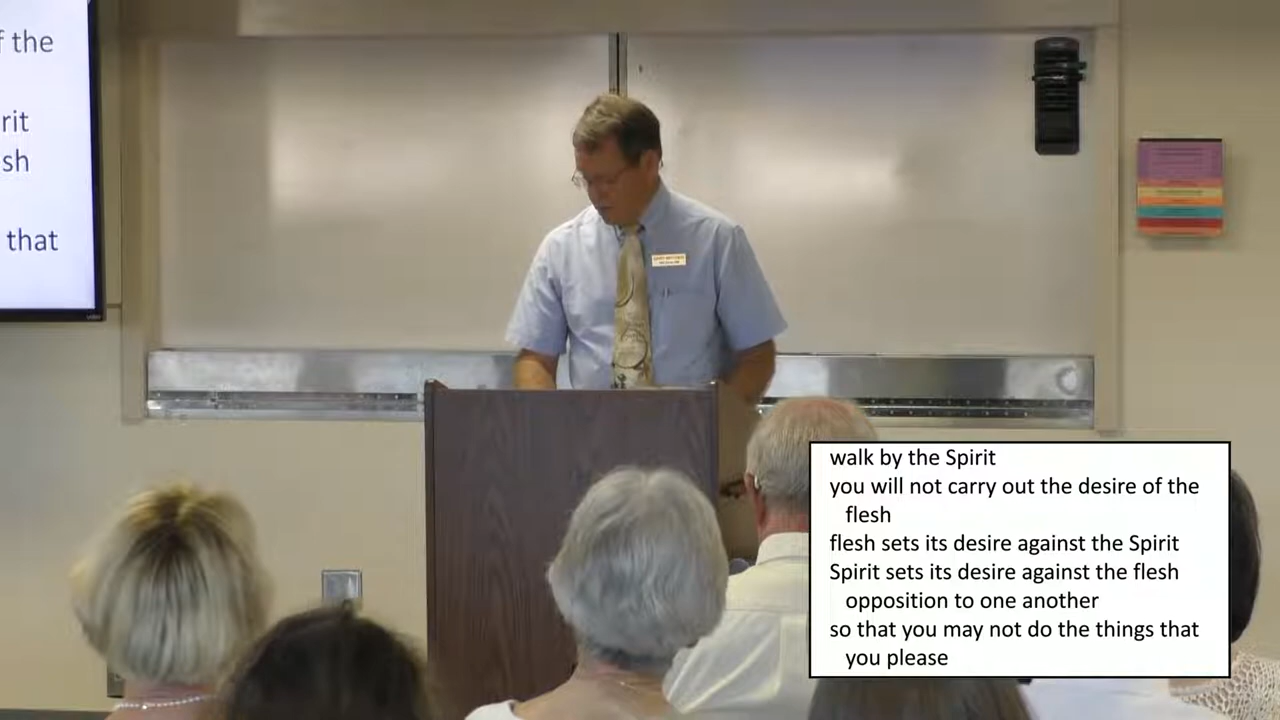 f the
rit
sh
that
walk by the Spirit
you will not carry out the desire of the
flesh
flesh sets its desire against the Spirit
Spirit sets its desire against the flesh
opposition to one another
so that you may not do the things that
you please